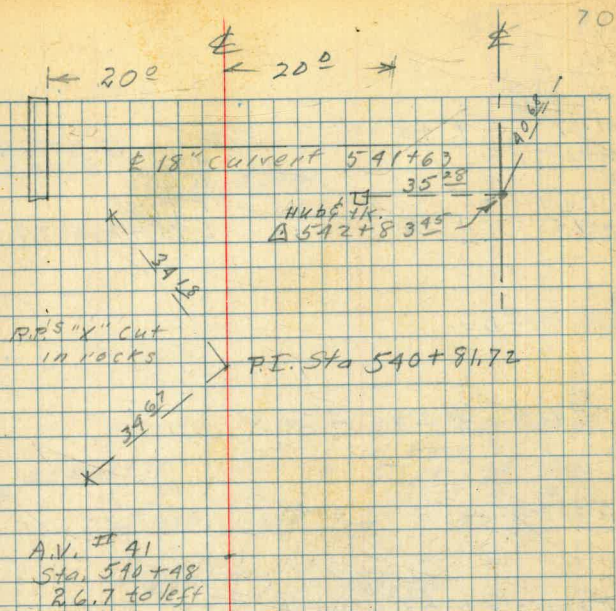 70
℄ ℄
20⁰ 20⁰
40⁶⁸
℄ 18" Culvert 541+63
35²⁸
Hub & tk.
△ 542+83⁴⁵
34¹⁸
R.P.'s "X" Cut
in rocks
P.I. Sta 540+81.72
34⁶⁷
A.V. # 41
Sta. 540+48
26.7 to left